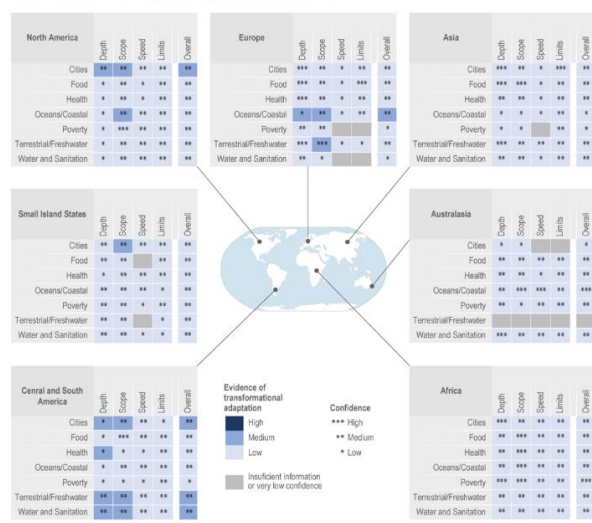 North America
Depth Scope Speed Limits Overall
Cities ** ** ** ** **
Food * ** * ** **
Health * ** * ** **
Oceans/Coastal * ** ** ** **
Poverty * *** ** ** **
Terrestrial/Freshwater * ** ** ** **
Water and Sanitation * ** ** ** **
Europe
Depth Scope Speed Limits Overall
Cities *** ** * ** **
Food *** ** * *** **
Health *** ** * ** **
Oceans/Coastal * ** * ** **
Poverty ** ** *
Terrestrial/Freshwater *** *** * * **
Water and Sanitation ** * *
Asia
Depth Scope Speed Limits Overall
Cities *** ** * *** **
Food *** *** * ** **
Health ** ** * ** **
Oceans/Coastal * * * ** *
Poverty * * ** *
Terrestrial/Freshwater *** ** ** ** **
Water and Sanitation ** ** * ** **
Small Island States
Depth Scope Speed Limits Overall
Cities ** ** ** ** **
Food ** ** ** **
Health * ** ** ** **
Oceans/Coastal ** ** ** * **
Poverty ** ** * ** **
Terrestrial/Freshwater ** ** * **
Water and Sanitation ** * ** * **
Australasia
Depth Scope Speed Limits Overall
Cities * * *
Food ** ** ** ** **
Health ** ** * ** **
Oceans/Coastal ** *** *** ** ***
Poverty ** * ** ** **
Terrestrial/Freshwater
Water and Sanitation *** ** ** ** **
Cenral and South
America
Depth Scope Speed Limits Overall
Cities * ** ** * **
Food * *** ** ** **
Health * * ** ** **
Oceans/Coastal * ** ** ** **
Poverty * * ** ** *
Terrestrial/Freshwater ** ** ** ** **
Water and Sanitation ** ** ** ** **
Evidence of
transformational
adaptation
High
Medium
Low
Insufficient information
or very low confidence
Confidence
*** High
** Medium
* Low
Africa
Depth Scope Speed Limits Overall
Cities *** ** ** ** **
Food ** *** ** ** **
Health ** *** ** ** **
Oceans/Coastal ** *** ** ** **
Poverty *** *** ** ** ***
Terrestrial/Freshwater ** ** ** ** **
Water and Sanitation ** *** ** ** **